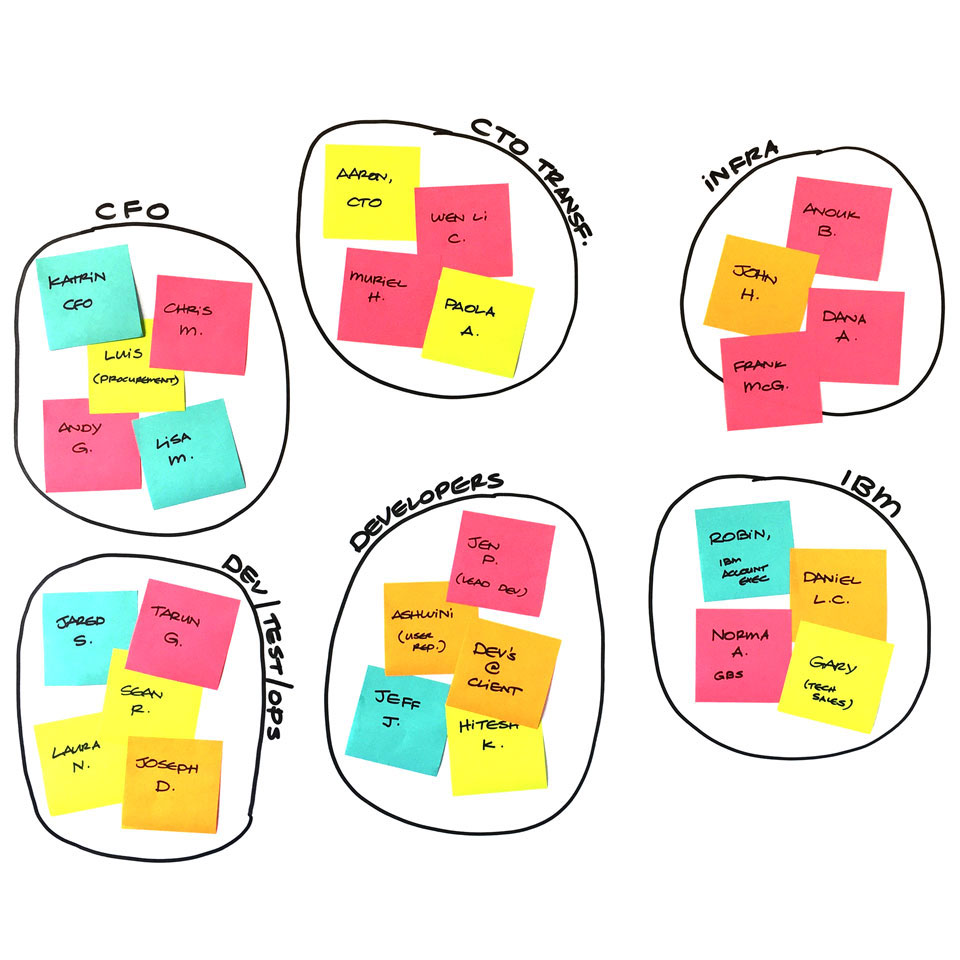 CFO
KATRIN
CFO
CHRIS
M.
LUIS
(PROCUREMENT)
ANDY
G.
LISA
M.
CTO TRANSF.
AARON,
CTO
WEN LI
C.
MURIEL
H.
PAOLA
A.
INFRA
ANOUK
B.
JOHN
H.
DANA
A.
FRANK
McG.
DEV/TEST/OPS
JARED
S.
TARUN
G.
SEAN
R.
LAURA
N.
JOSEPH
D.
DEVELOPERS
JEN
P.
(LEAD DEV)
ASHWINI
(USER
REP.)
DEV'S
@
CLIENT
JEFF
J.
HITESH
K.
IBM
ROBIN,
IBM
ACCOUNT
EXEC
DANIEL
L.C.
NORMA
A.
GBS
GARY
(TECH
SALES)